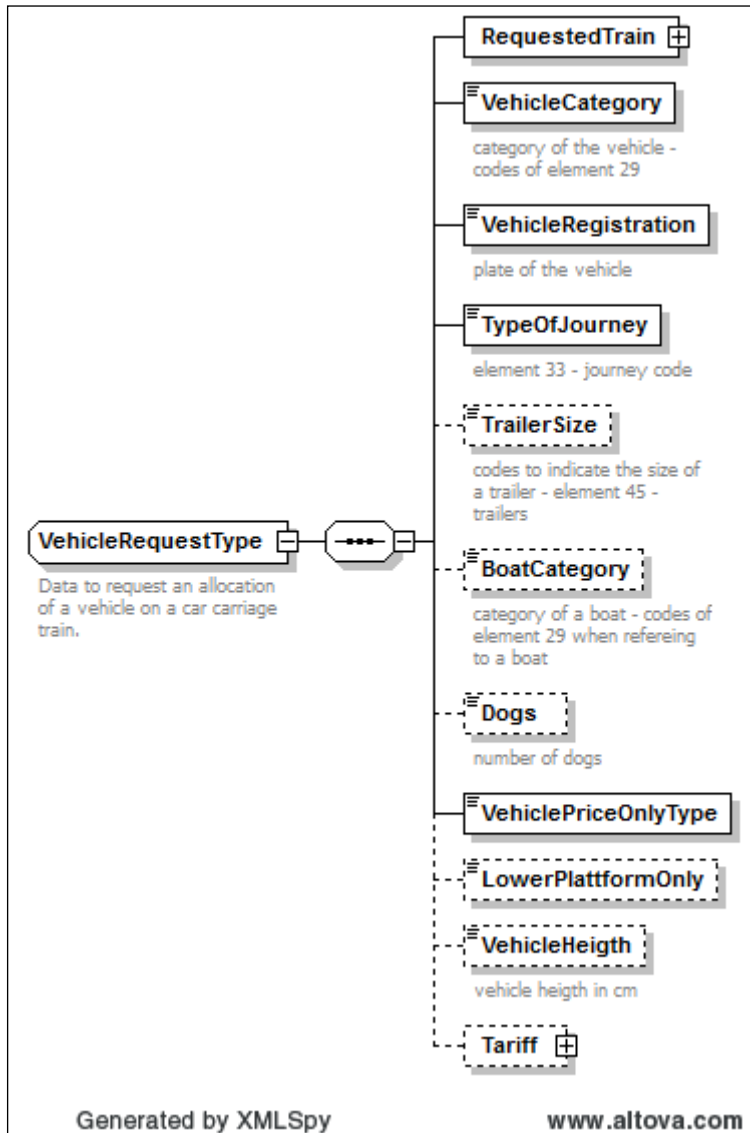 RequestedTrain
VehicleCategory
category of the vehicle -
codes of element 29
VehicleRegistration
plate of the vehicle
TypeOfJourney
element 33 - journey code
TrailerSize
codes to indicate the size of
a trailer - element 45 -
trailers
VehicleRequestType
Data to request an allocation
of a vehicle on a car carriage
train.
BoatCategory
category of a boat - codes of
element 29 when refereing
to a boat
Dogs
number of dogs
VehiclePriceOnlyType
LowerPlattformOnly
VehicleHeigth
vehicle heigth in cm
Tariff
Generated by XMLSpy
www.altova.com